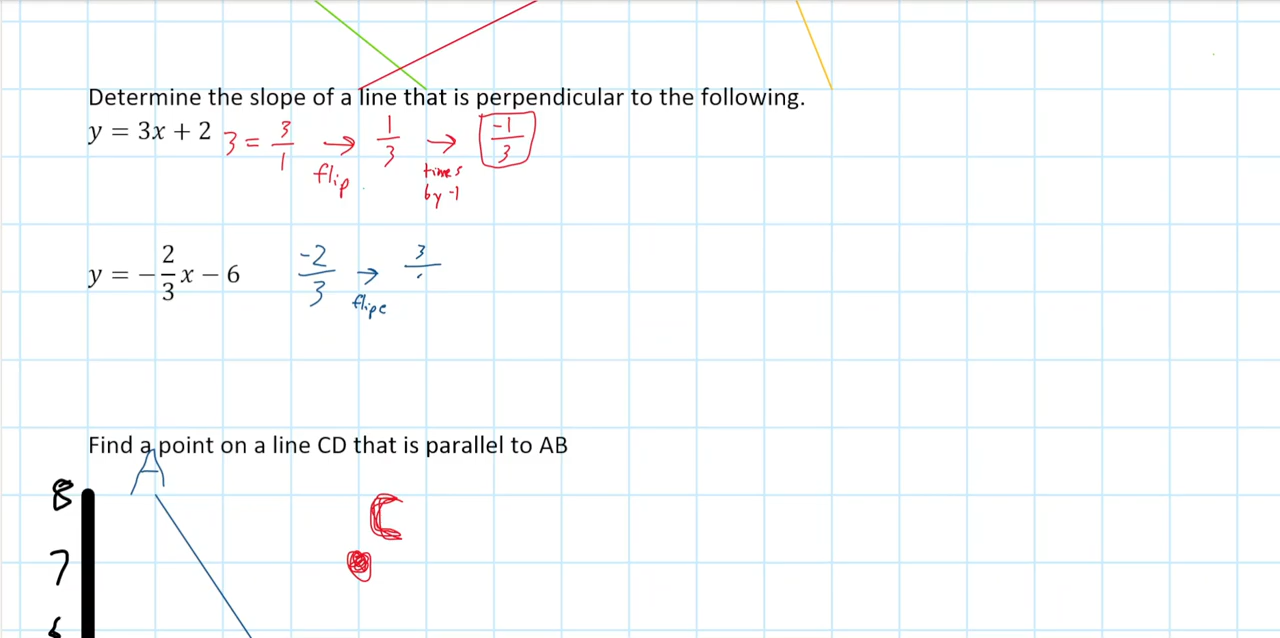 Determine the slope of a line that is perpendicular to the following.
y = 3x + 2 3 = 3/1 → 1/3 → -1/3
flip times
by -1
y = -2/3 x - 6 -2/3 → 3/
flipe
Find a point on a line CD that is parallel to AB
A
8
C
7